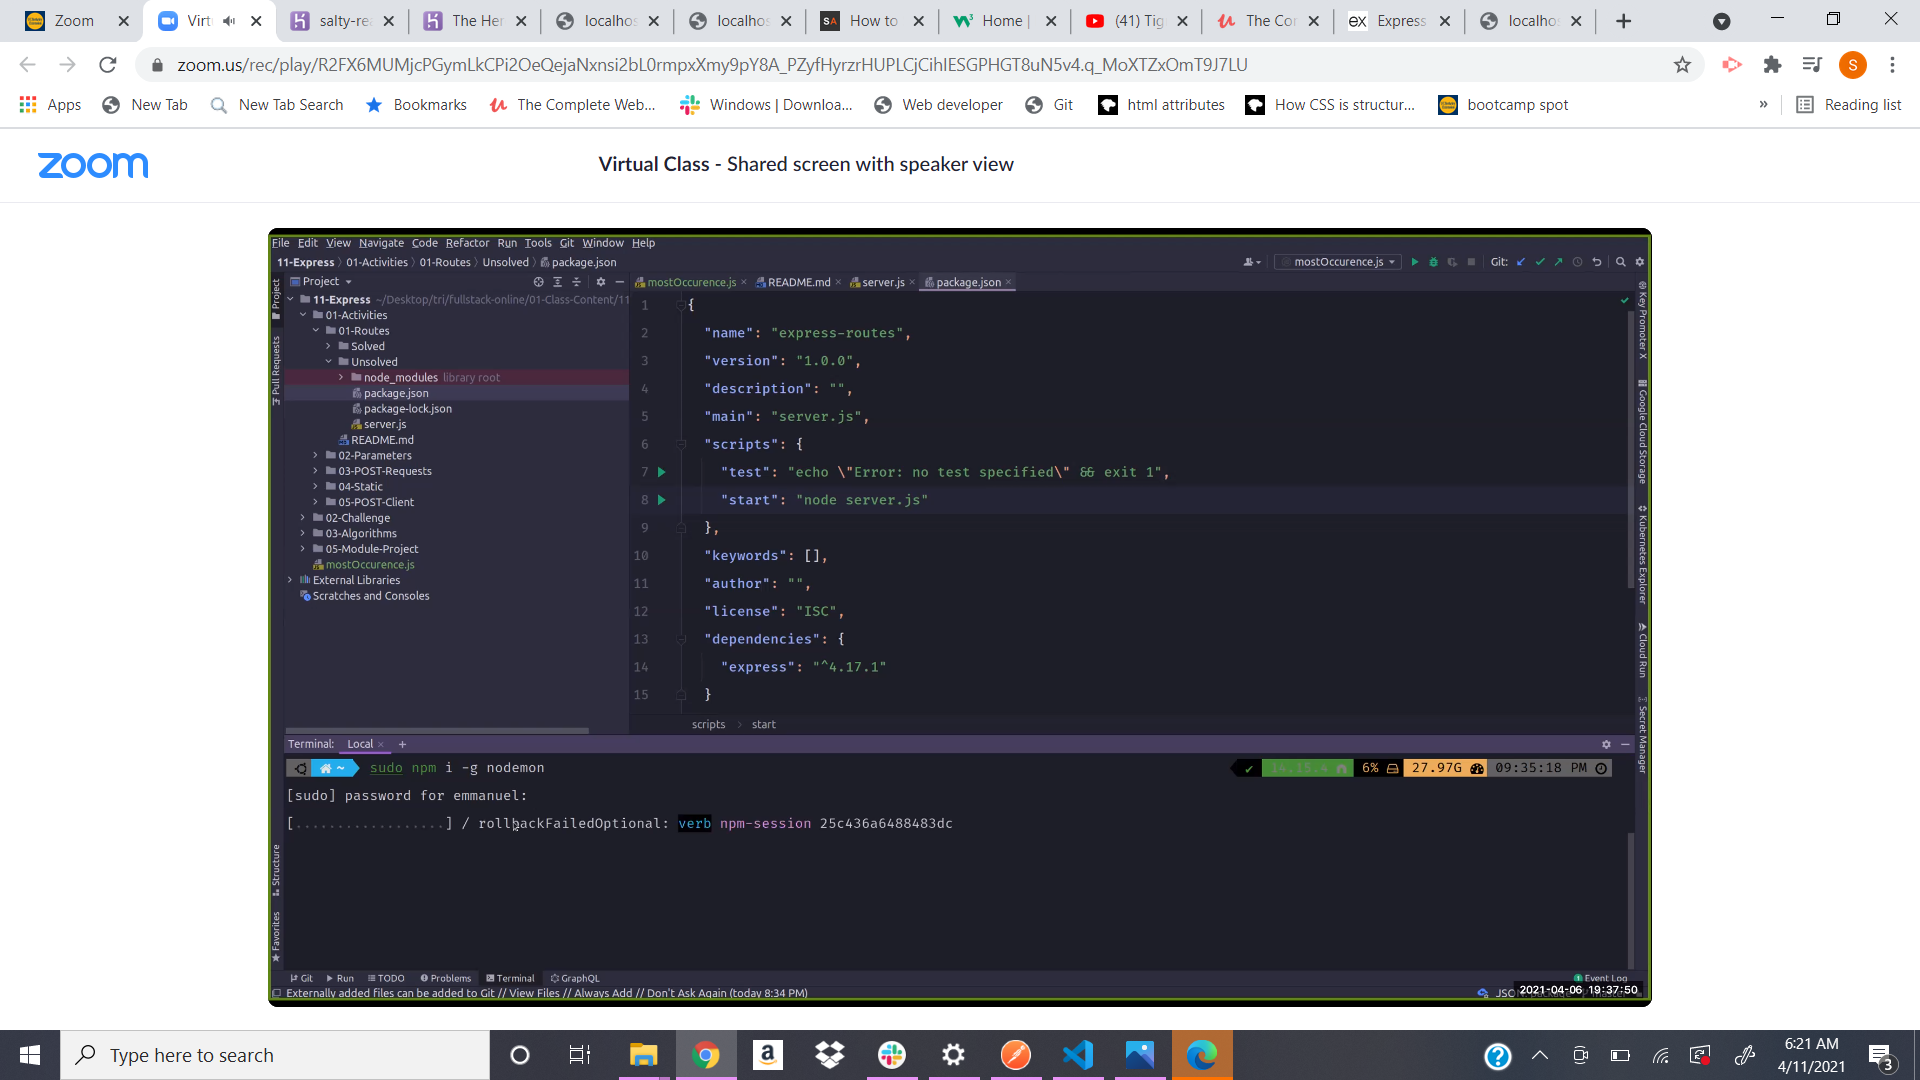 Zoom
Virt
salty-re
The Her
localhos
localhos
How to
Home |
(41) Tig
The Con
Express
localhos
zoom.us/rec/play/R2FX6MUMjcPGymLkCPi2OeQejaNxnsi2bL0rmpxXmy9pY8A_PZyfHyrzrHUPLCjCihIESGPHGT8uN5v4.q_MoXTZxOmT9J7LU
S
Apps
New Tab
New Tab Search
Bookmarks
The Complete Web...
Windows | Downloa...
Web developer
Git
html attributes
How CSS is structur...
bootcamp spot
»
Reading list
zoom
Virtual Class - Shared screen with speaker view
File Edit View Navigate Code Refactor Run Tools Git Window Help
11-Express 01-Activities 01-Routes Unsolved package.json
mostOccurence.js
Git:
Project
mostOccurence.js
README.md
server.js
package.json
11-Express ~/Desktop/tri/fullstack-online/01-Class-Content/11
01-Activities
01-Routes
Solved
Unsolved
node_modules library root
package.json
package-lock.json
server.js
README.md
02-Parameters
03-POST-Requests
04-Static
05-POST-Client
02-Challenge
03-Algorithms
05-Module-Project
mostOccurence.js
External Libraries
Scratches and Consoles
Project
Pull Requests
Structure
Favorites
1 {
2 "name": "express-routes",
3 "version": "1.0.0",
4 "description": "",
5 "main": "server.js",
6 "scripts": {
7 "test": "echo \"Error: no test specified\" && exit 1",
8 "start": "node server.js"
9 },
10 "keywords": [],
11 "author": "",
12 "license": "ISC",
13 "dependencies": {
14 "express": "^4.17.1"
15 }
scripts > start
Key Promoter X
Google Cloud Storage
Kubernetes Explorer
Cloud Run
Secret Manager
Terminal: Local +
~ sudo npm i -g nodemon
14.15.4 6% 27.97G 09:35:18 PM
[sudo] password for emmanuel:
[..................] / rollbackFailedOptional: verb npm-session 25c436a6488483dc
Git Run TODO Problems Terminal GraphQL
Event Log
Externally added files can be added to Git // View Files // Always Add // Don't Ask Again (today 8:34 PM)
2021-04-06 19:37:50
Type here to search
6:21 AM
4/11/2021
3